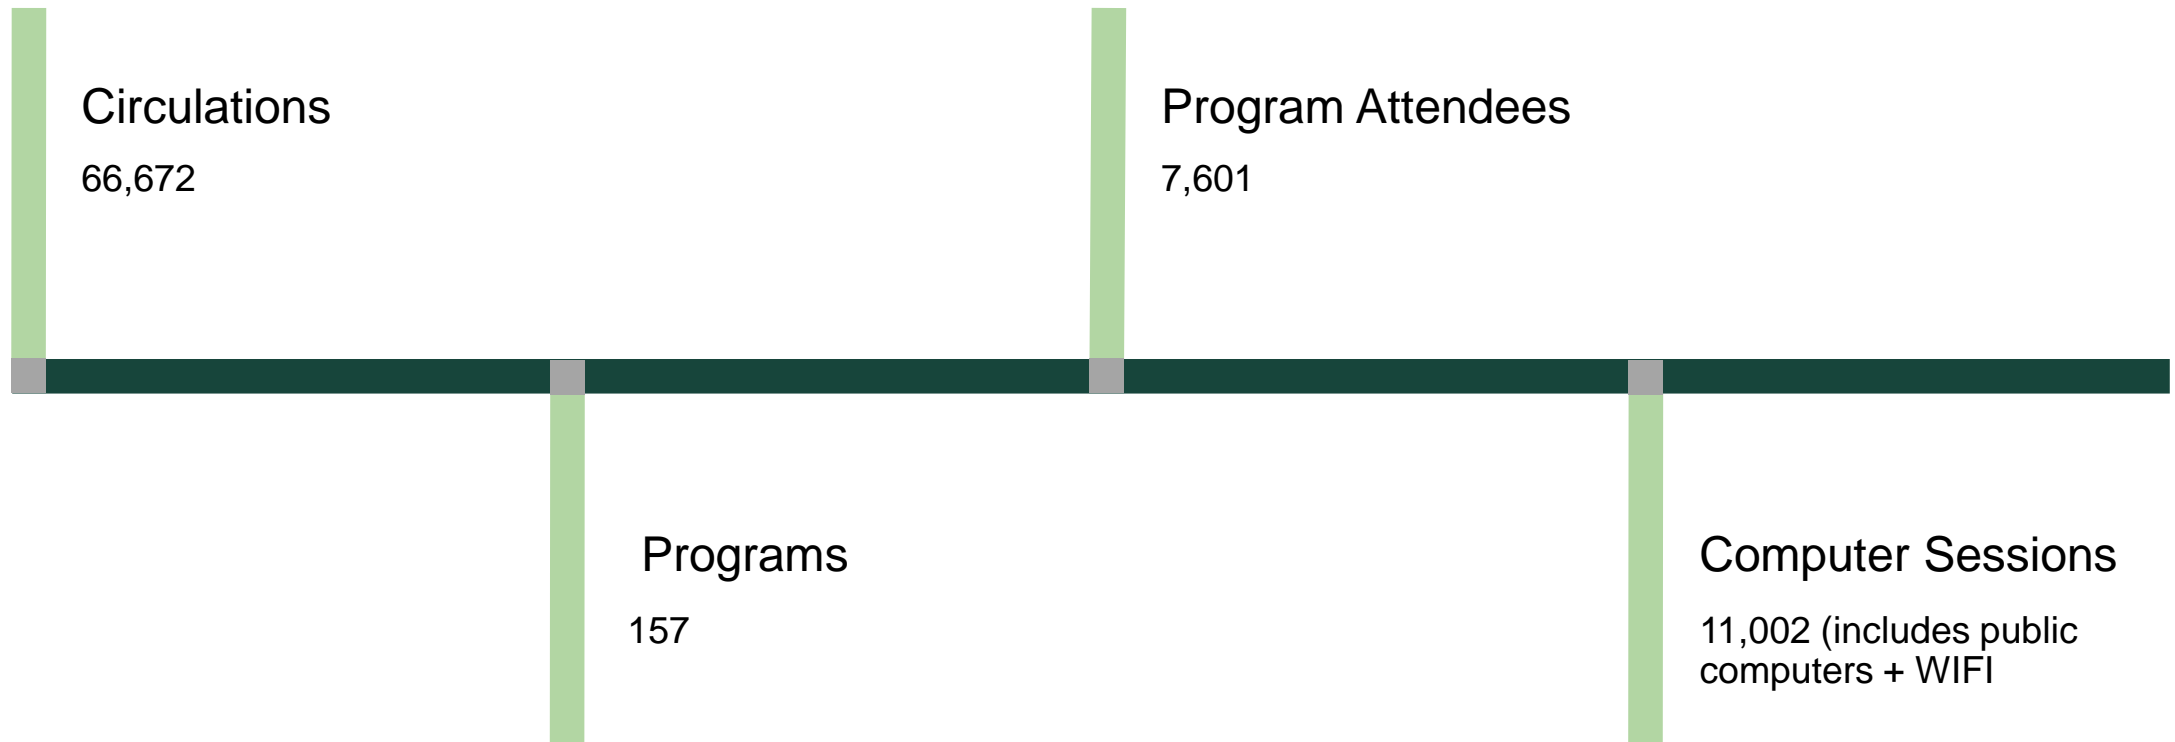 Circulations
66,672
Programs
157
Program Attendees
7,601
Computer Sessions
11,002 (includes public
computers + WIFI